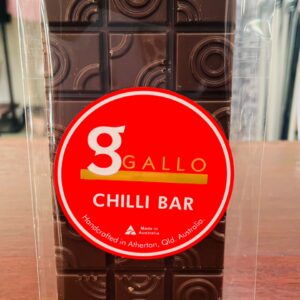 g GALLO
CHILLI BAR
Made in
Australia
Handcrafted in Atherton, Qld. Australia.